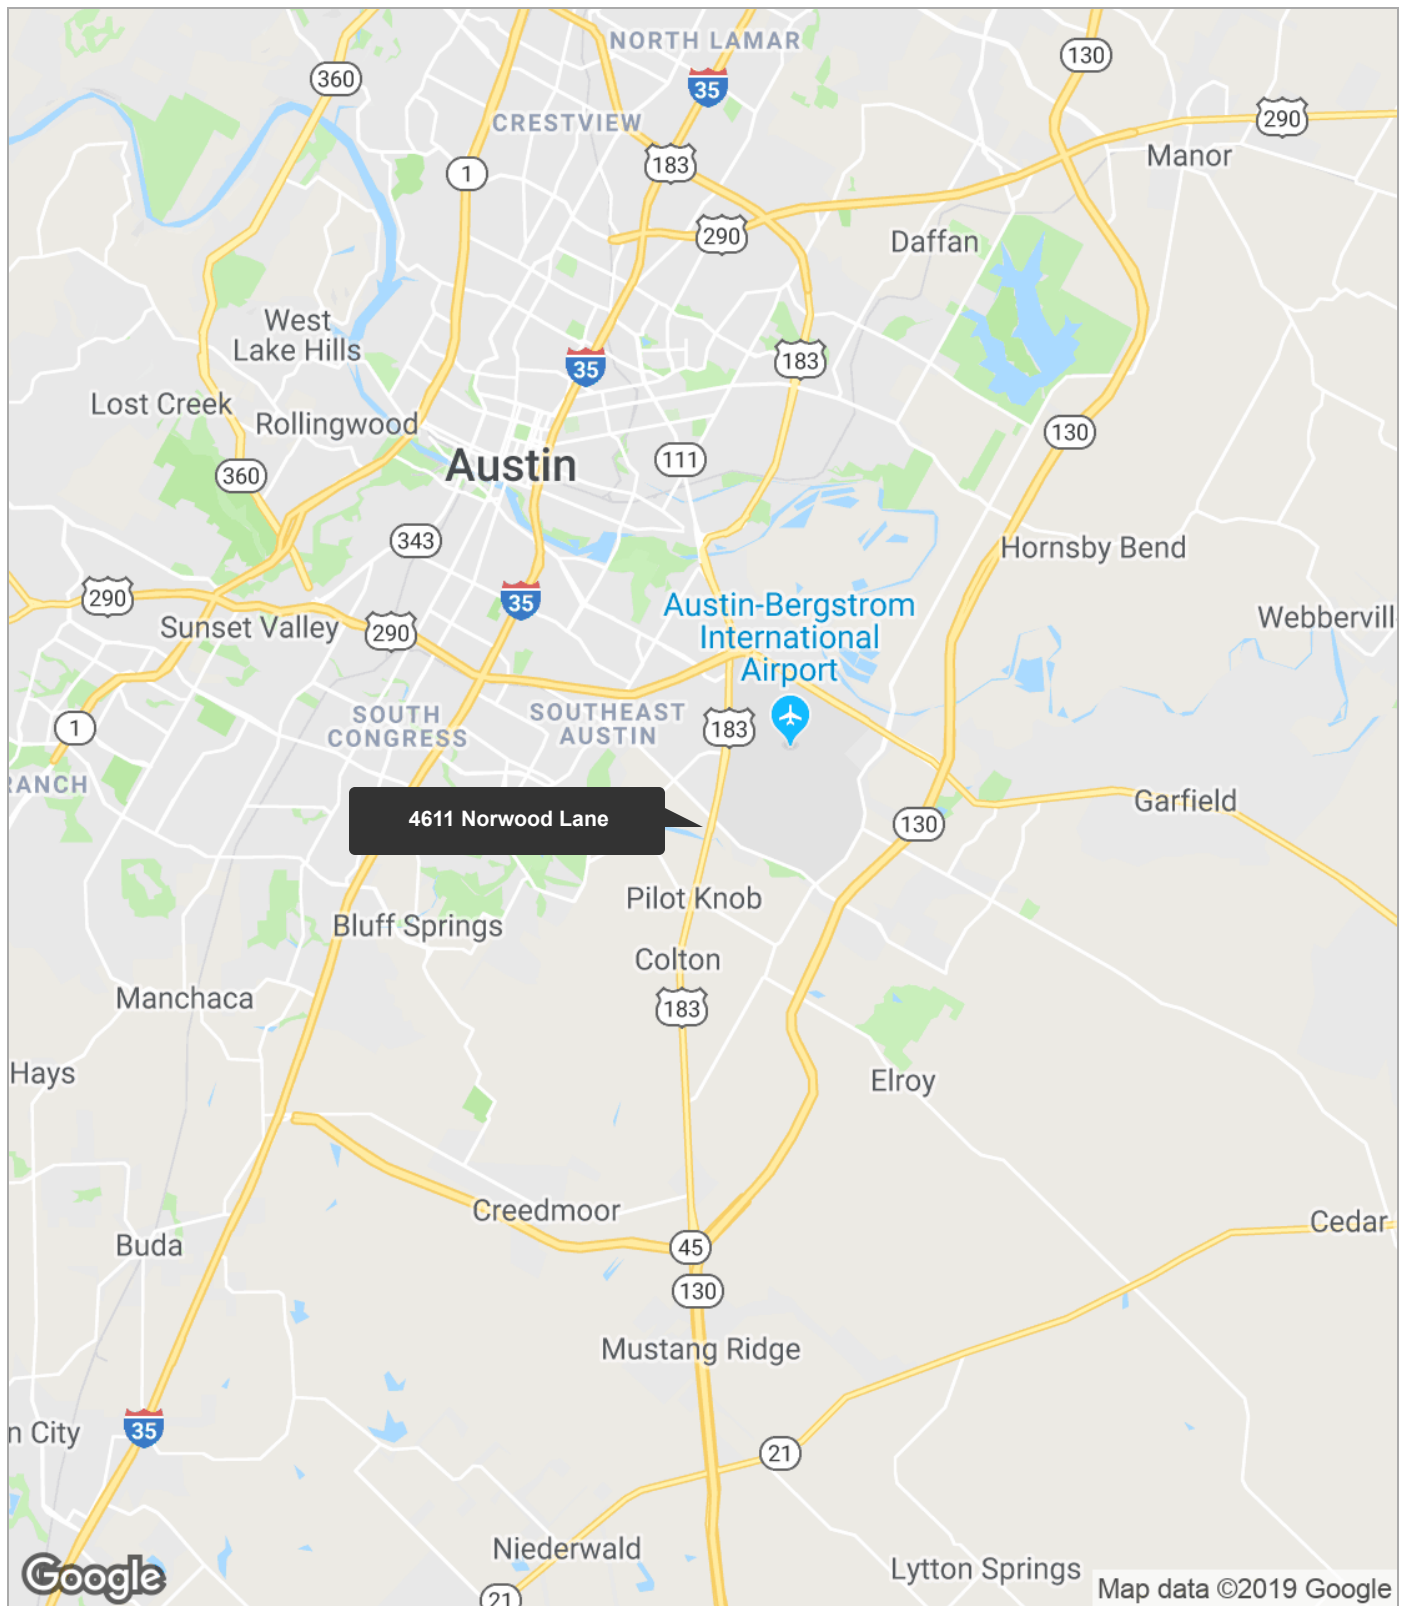 NORTH LAMAR
130
360
35
290
CRESTVIEW
183
Manor
1
290
Daffan
West
Lake Hills
183
35
Lost Creek
Rollingwood
130
Austin
111
360
343
Hornsby Bend
290
35
Austin-Bergstrom
International
Airport
Webbervill
Sunset Valley
290
SOUTH
CONGRESS
SOUTHEAST
AUSTIN
183
1
RANCH
Garfield
4611 Norwood Lane
130
Pilot Knob
Bluff Springs
Colton
Manchaca
183
Hays
Elroy
Creedmoor
Cedar
Buda
45
130
Mustang Ridge
n City
35
21
Niederwald
Lytton Springs
Google
21
Map data ©2019 Google